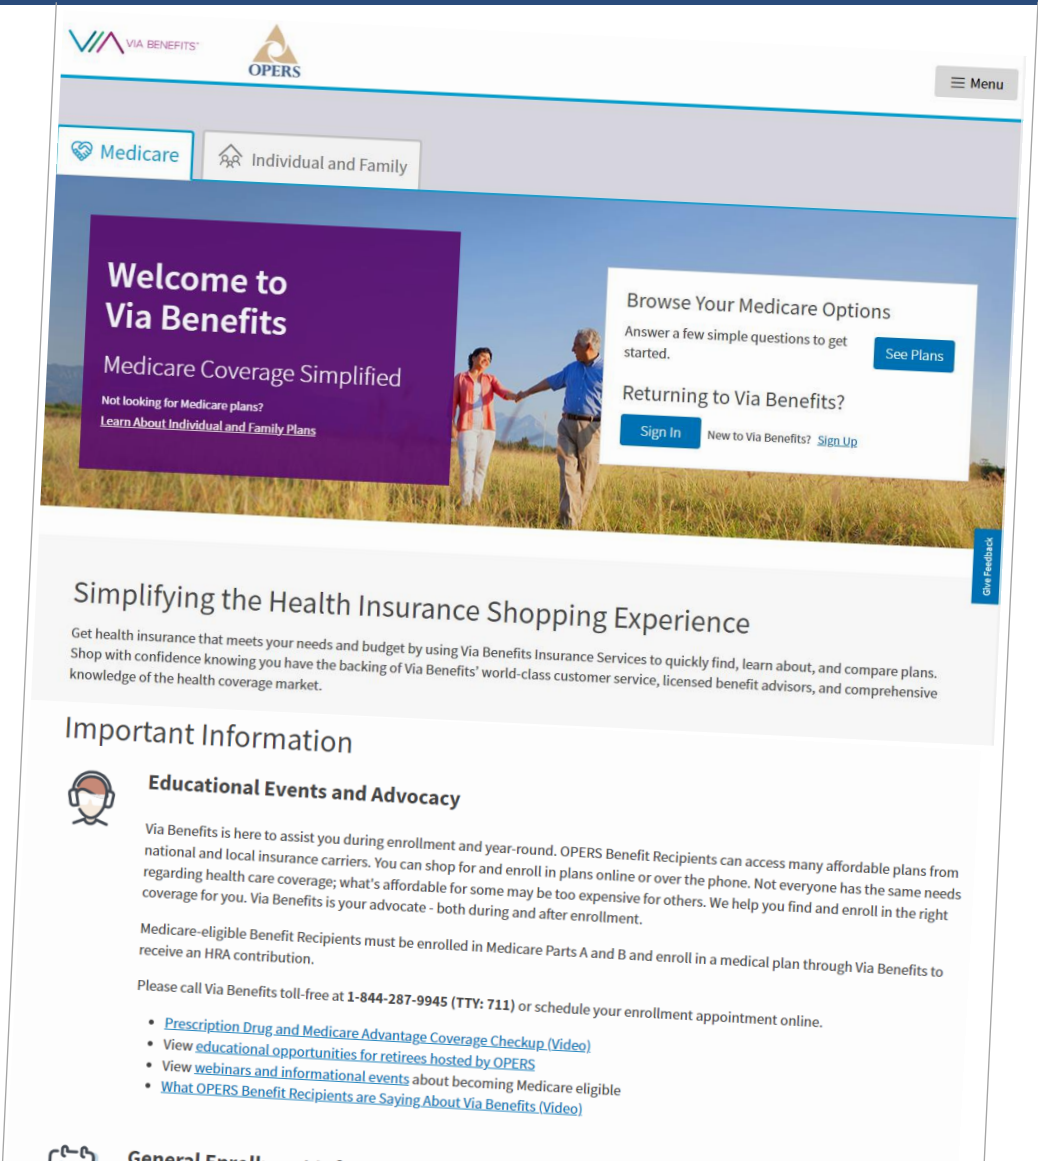 VIA BENEFITS™
OPERS
Menu
Medicare
Individual and Family
Welcome to
Via Benefits
Medicare Coverage Simplified
Not looking for Medicare plans?
Learn About Individual and Family Plans
Browse Your Medicare Options
Answer a few simple questions to get
started.
See Plans
Returning to Via Benefits?
Sign In
New to Via Benefits? Sign Up
Give Feedback
Simplifying the Health Insurance Shopping Experience
Get health insurance that meets your needs and budget by using Via Benefits Insurance Services to quickly find, learn about, and compare plans.
Shop with confidence knowing you have the backing of Via Benefits' world-class customer service, licensed benefit advisors, and comprehensive
knowledge of the health coverage market.
Important Information
Educational Events and Advocacy
Via Benefits is here to assist you during enrollment and year-round. OPERS Benefit Recipients can access many affordable plans from
national and local insurance carriers. You can shop for and enroll in plans online or over the phone. Not everyone has the same needs
regarding health care coverage; what's affordable for some may be too expensive for others. We help you find and enroll in the right
coverage for you. Via Benefits is your advocate - both during and after enrollment.
Medicare-eligible Benefit Recipients must be enrolled in Medicare Parts A and B and enroll in a medical plan through Via Benefits to
receive an HRA contribution.
Please call Via Benefits toll-free at 1-844-287-9945 (TTY: 711) or schedule your enrollment appointment online.
• Prescription Drug and Medicare Advantage Coverage Checkup (Video)
• View educational opportunities for retirees hosted by OPERS
• View webinars and informational events about becoming Medicare eligible
• What OPERS Benefit Recipients are Saying About Via Benefits (Video)
General